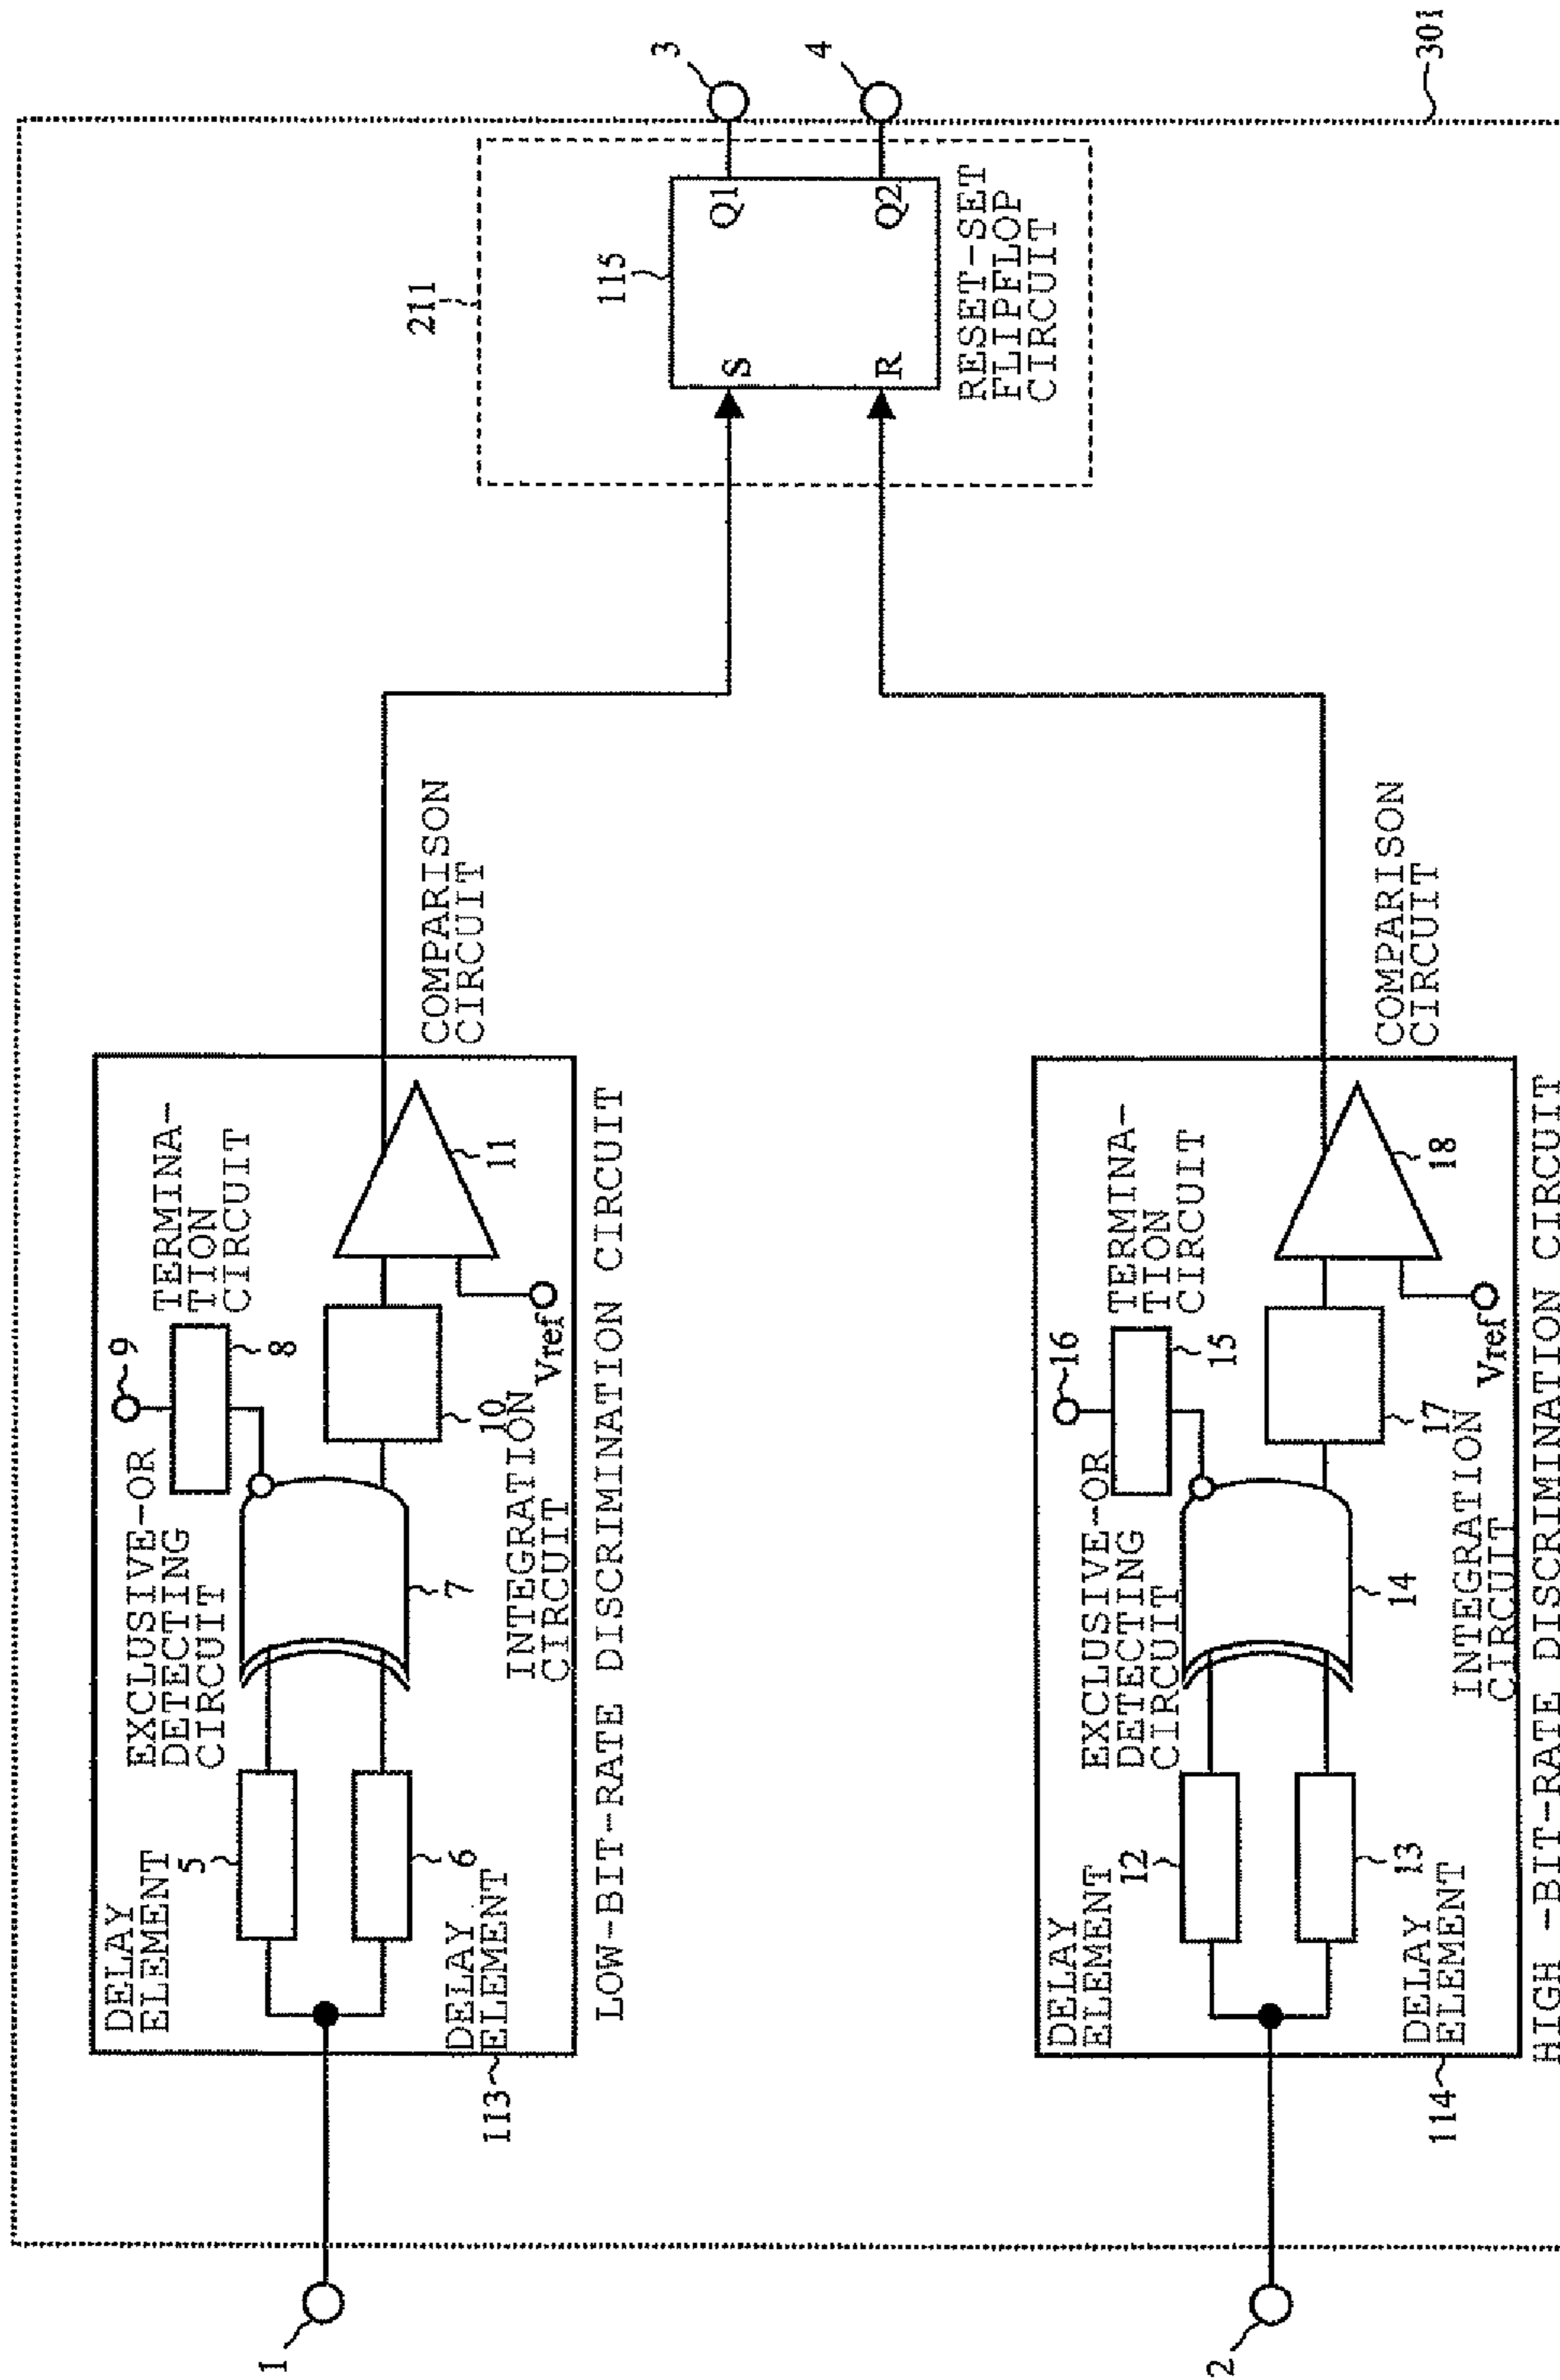 301
3
4
211
115
S
R
Q1
Q2
RESET-SET
FLIPFLOP
CIRCUIT
1
113
DELAY
ELEMENT
5
6
DELAY
ELEMENT
EXCLUSIVE-OR
DETECTING
CIRCUIT
7
9
8
TERMINA-
TION
CIRCUIT
10
INTEGRATION
CIRCUIT
11
Vref
COMPARISON
CIRCUIT
LOW-BIT-RATE DISCRIMINATION CIRCUIT
2
114
DELAY
ELEMENT
12
13
DELAY
ELEMENT
EXCLUSIVE-OR
DETECTING
CIRCUIT
14
16
15
TERMINA-
TION
CIRCUIT
17
INTEGRATION
CIRCUIT
18
Vref
COMPARISON
CIRCUIT
HIGH -BIT-RATE DISCRIMINATION CIRCUIT